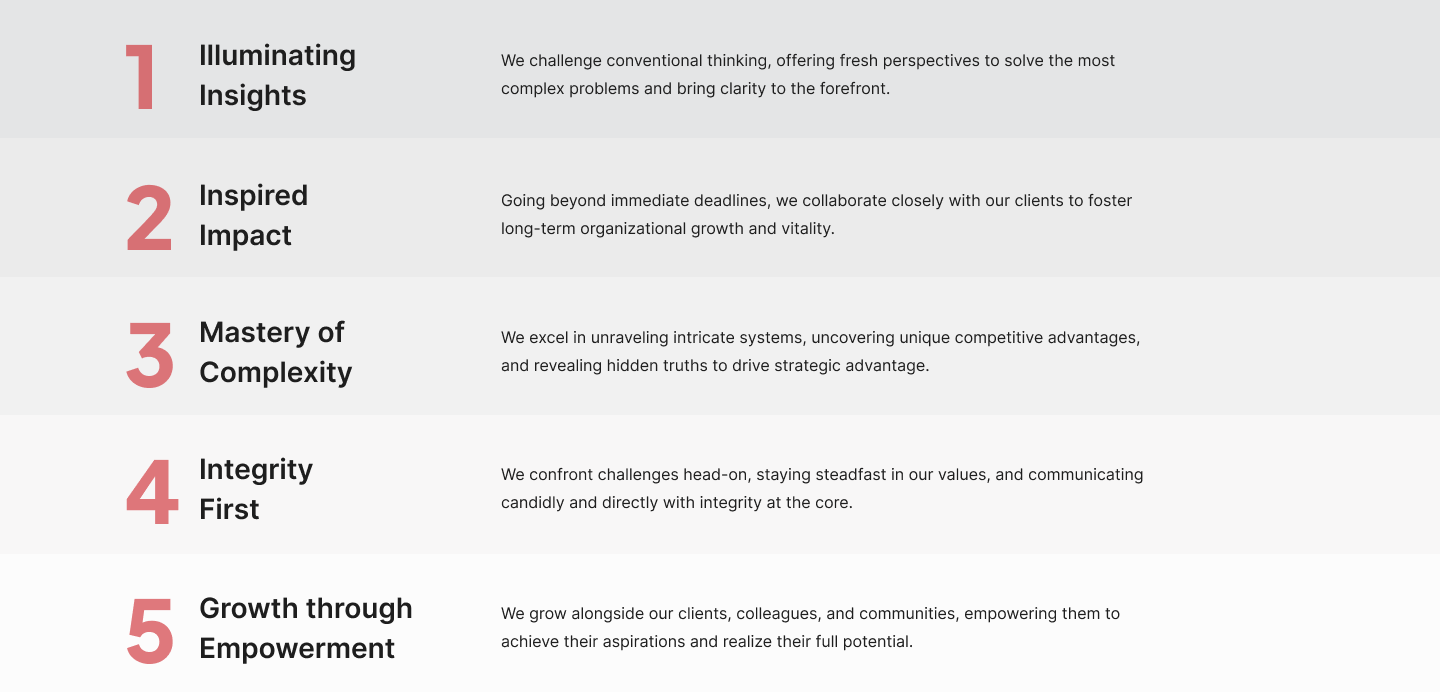 1
Illuminating
Insights
We challenge conventional thinking, offering fresh perspectives to solve the most
complex problems and bring clarity to the forefront.
2
Inspired
Impact
Going beyond immediate deadlines, we collaborate closely with our clients to foster
long-term organizational growth and vitality.
3
Mastery of
Complexity
We excel in unraveling intricate systems, uncovering unique competitive advantages,
and revealing hidden truths to drive strategic advantage.
4
Integrity
First
We confront challenges head-on, staying steadfast in our values, and communicating
candidly and directly with integrity at the core.
5
Growth through
Empowerment
We grow alongside our clients, colleagues, and communities, empowering them to
achieve their aspirations and realize their full potential.